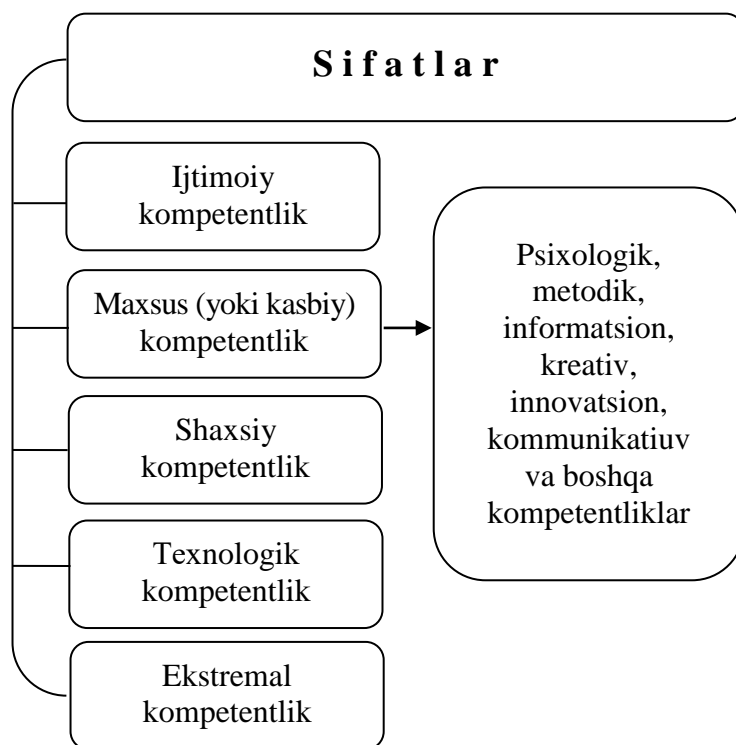 S i f a t l a r
Ijtimoiy
kompetentlik
Maxsus (yoki kasbiy)
kompetentlik
Shaxsiy
kompetentlik
Texnologik
kompetentlik
Ekstremal
kompetentlik
Psixologik,
metodik,
informatsion,
kreativ,
innovatsion,
kommunikatiuv
va boshqa
kompetentliklar